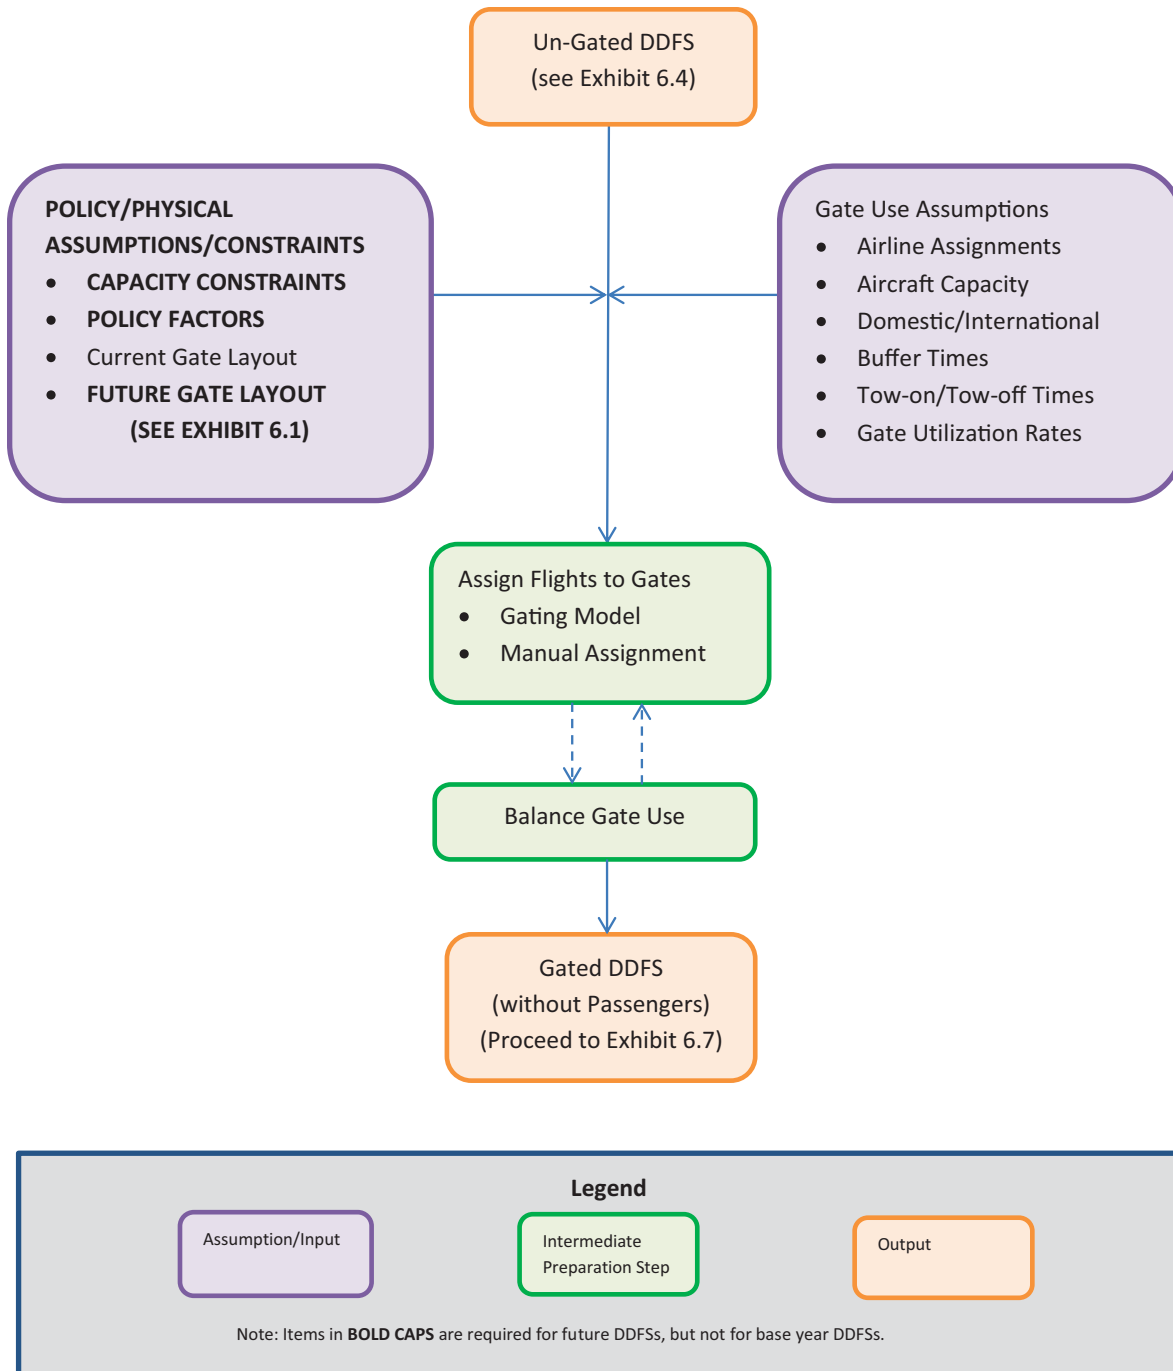 Un-Gated DDFS
(see Exhibit 6.4)
POLICY/PHYSICAL
ASSUMPTIONS/CONSTRAINTS
• CAPACITY CONSTRAINTS
• POLICY FACTORS
• Current Gate Layout
• FUTURE GATE LAYOUT
(SEE EXHIBIT 6.1)
Gate Use Assumptions
• Airline Assignments
• Aircraft Capacity
• Domestic/International
• Buffer Times
• Tow-on/Tow-off Times
• Gate Utilization Rates
Assign Flights to Gates
• Gating Model
• Manual Assignment
Balance Gate Use
Gated DDFS
(without Passengers)
(Proceed to Exhibit 6.7)
Legend
Assumption/Input
Intermediate
Preparation Step
Output
Note: Items in BOLD CAPS are required for future DDFSs, but not for base year DDFSs.